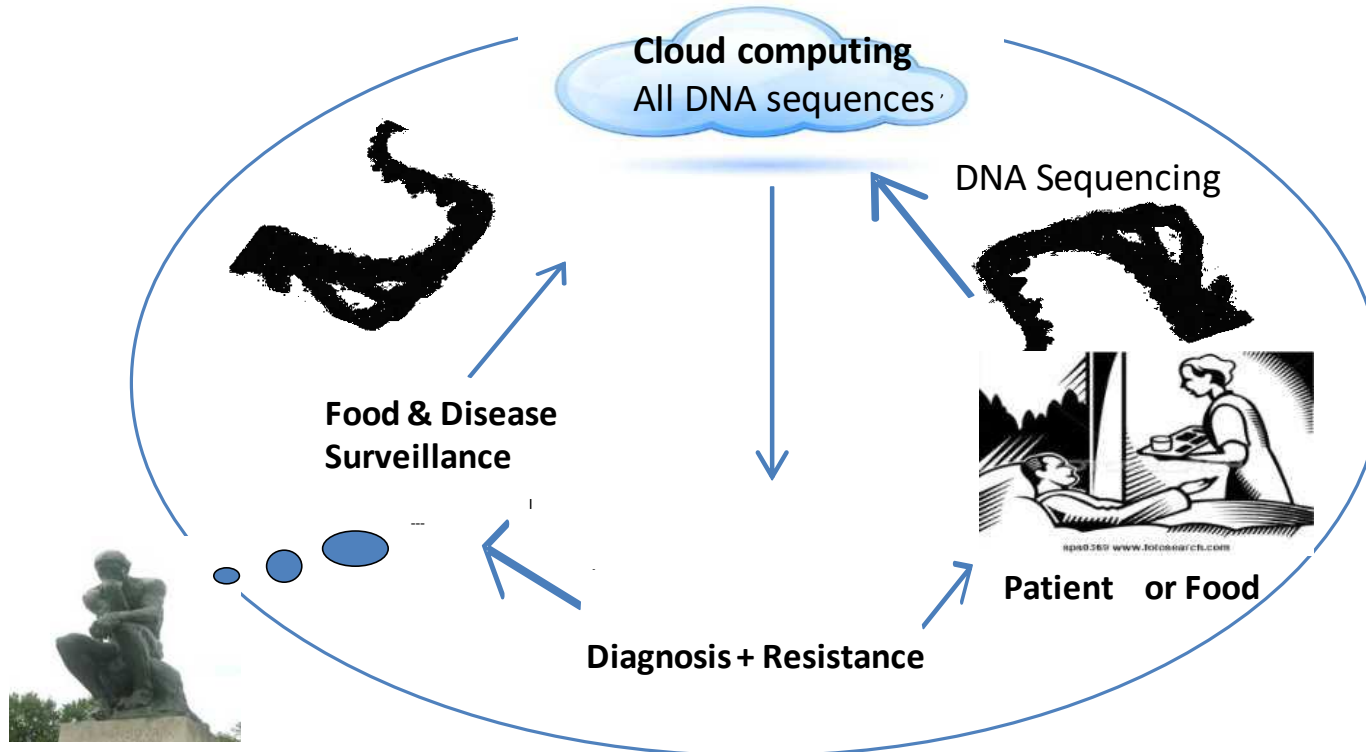 Cloud computing
All DNA sequences
DNA Sequencing
Food & Disease
Surveillance
sps0369 www.fotosearch.com
Patient or Food
Diagnosis + Resistance